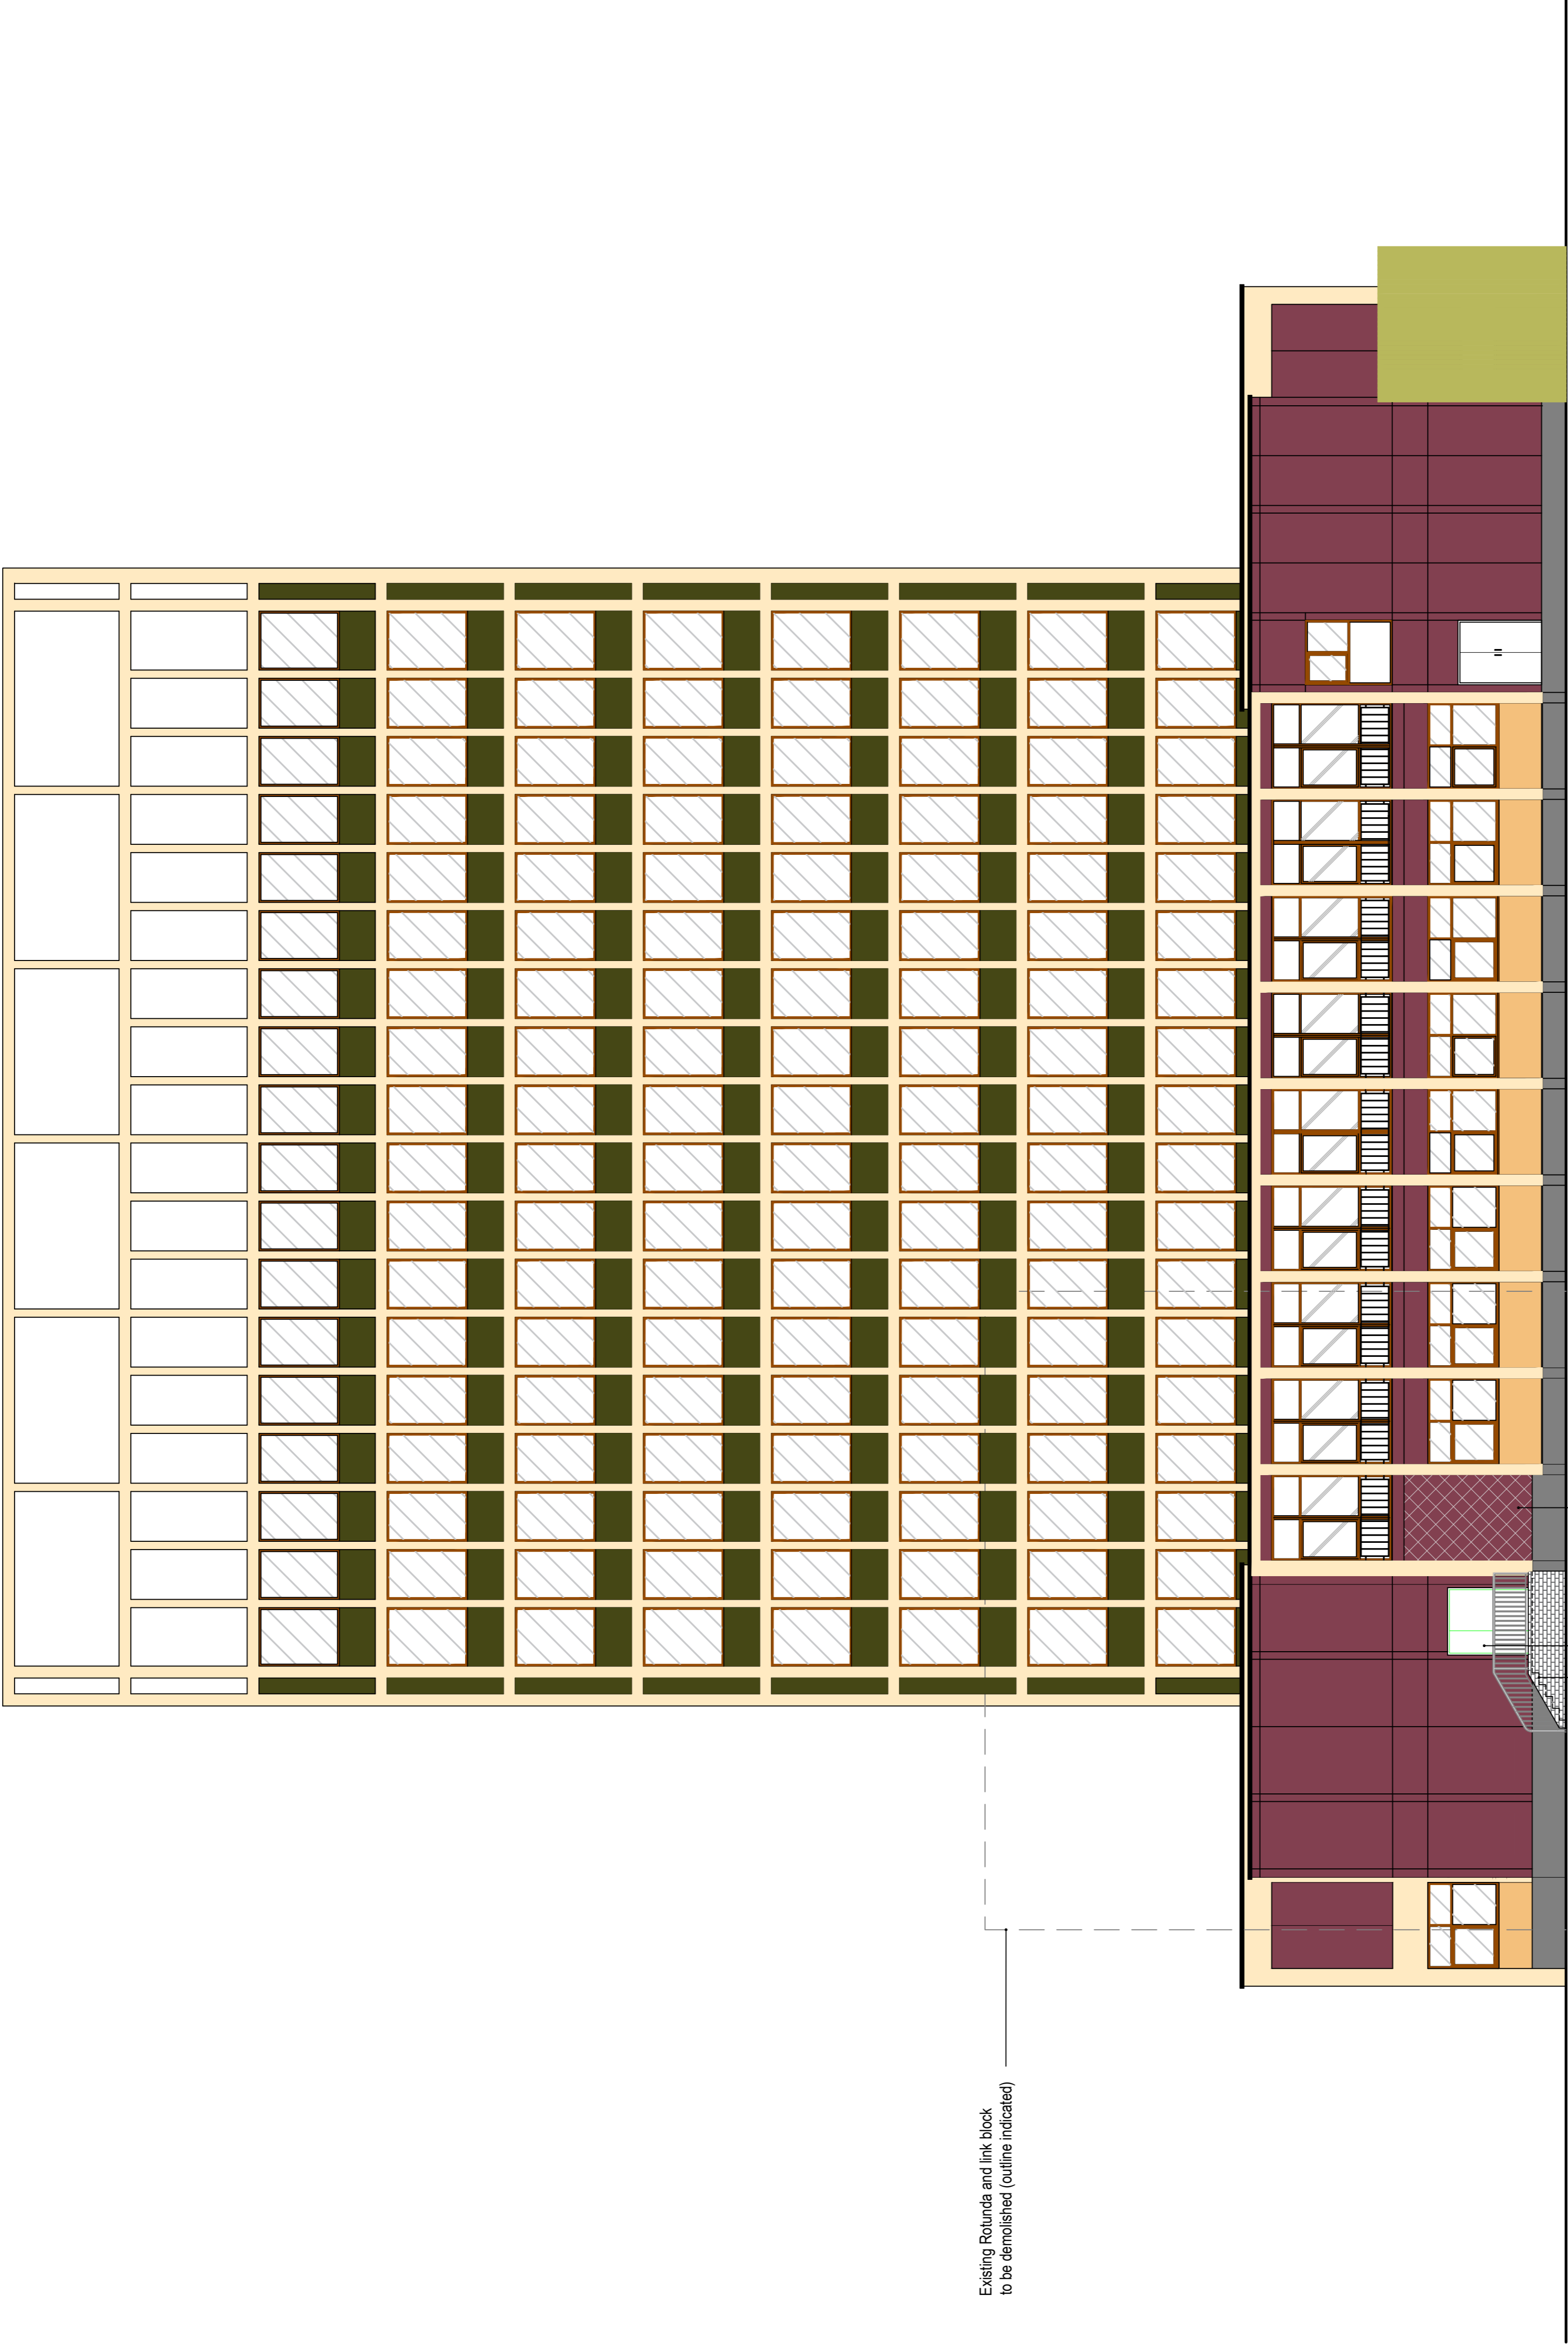 Existing Rotunda and link block
to be demolished (outline indicated)